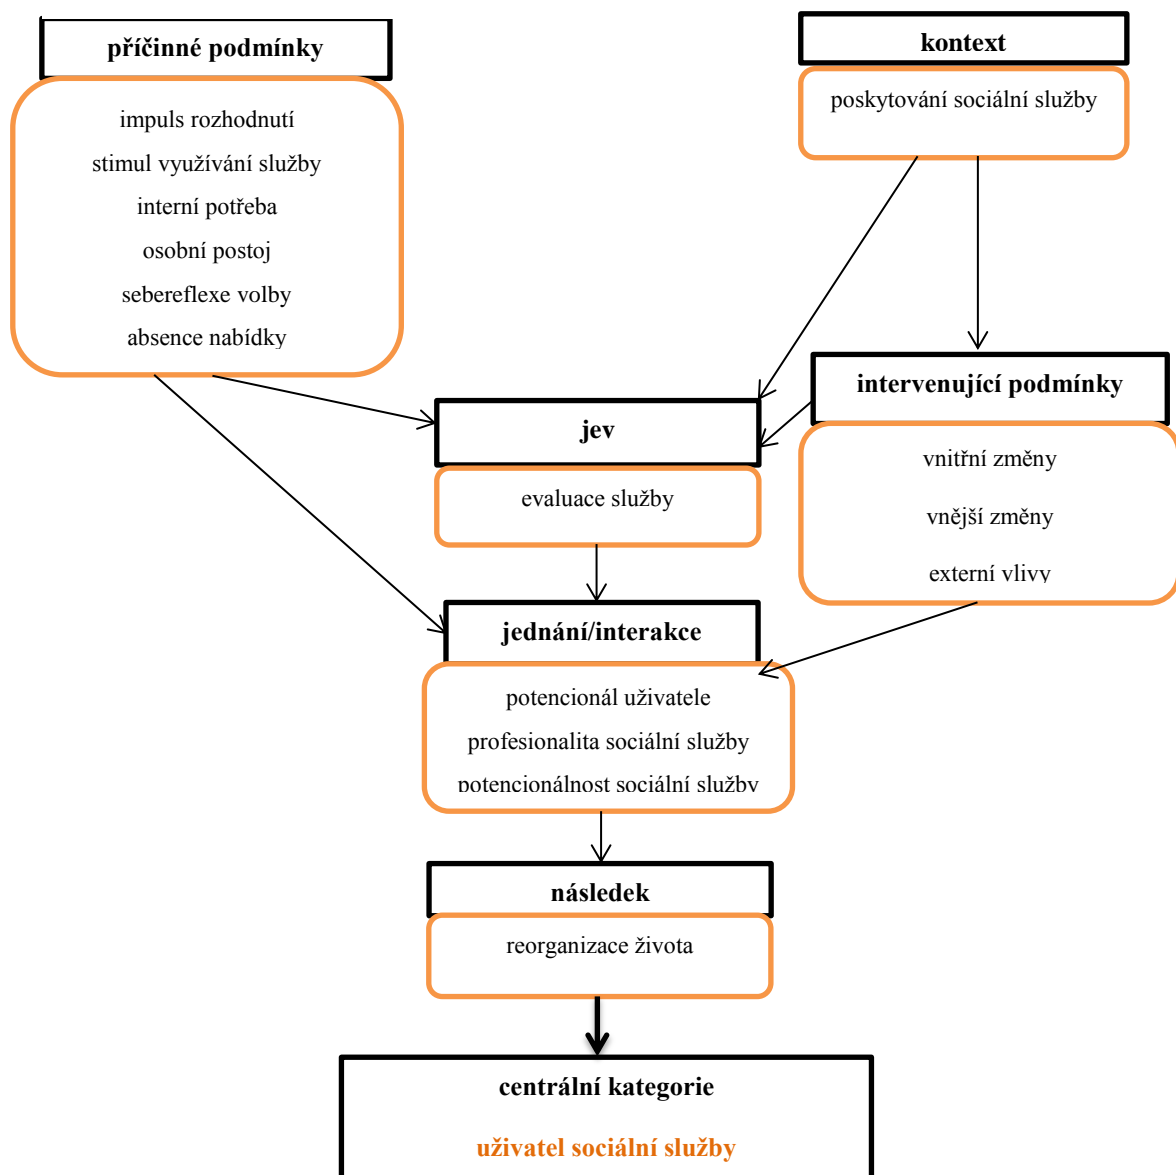 příčinné podmínky
impuls rozhodnutí
stimul využívání služby
interní potřeba
osobní postoj
sebereflexe volby
absence nabídky
kontext
poskytování sociální služby
intervenující podmínky
vnitřní změny
vnější změny
externí vlivy
jev
evaluace služby
jednání/interakce
potencionál uživatele
profesionalita sociální služby
potencionálnost sociální služby
následek
reorganizace života
centrální kategorie
uživatel sociální služby